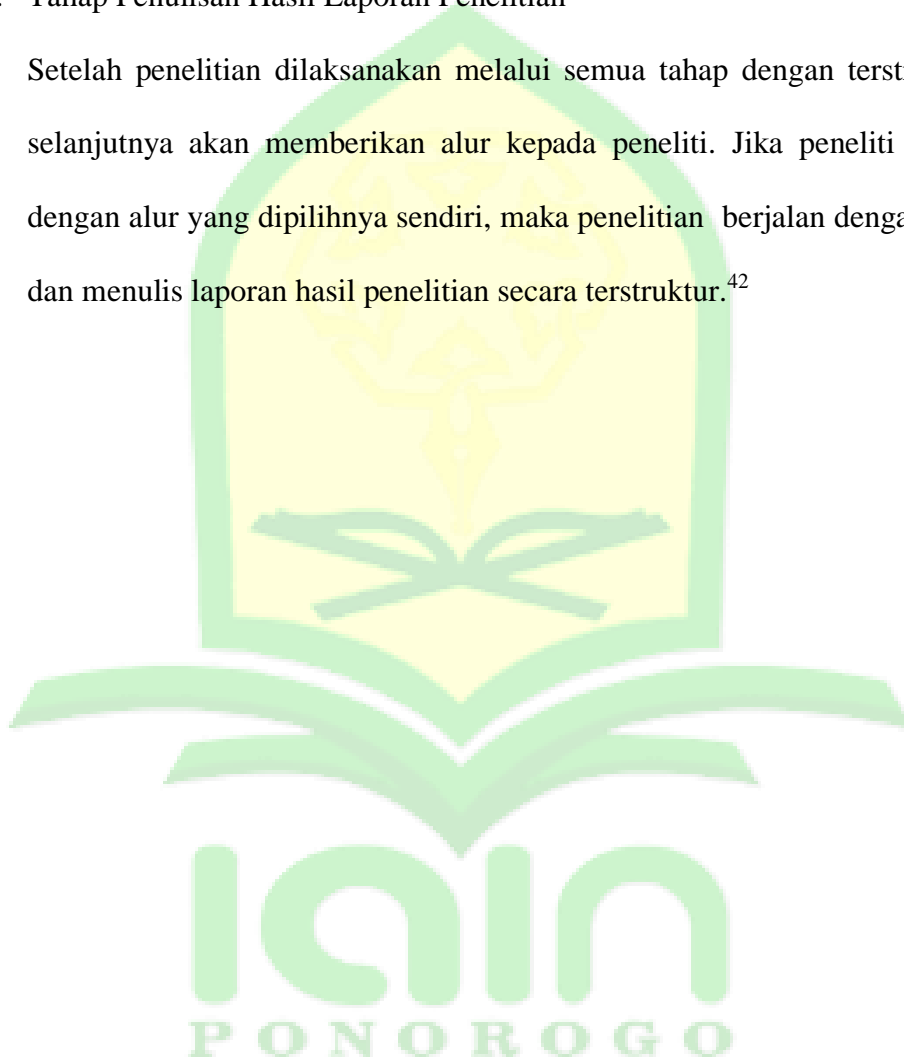 Tahap Penulisan Hasil Laporan Penelitian
Setelah penelitian dilaksanakan melalui semua tahap dengan
selanjutnya akan memberikan alur kepada peneliti. Jika peneliti
dengan alur yang dipilihnya sendiri, maka penelitian berjalan
dan menulis laporan hasil penelitian secara terstruktur.42
iain
PONOROGO